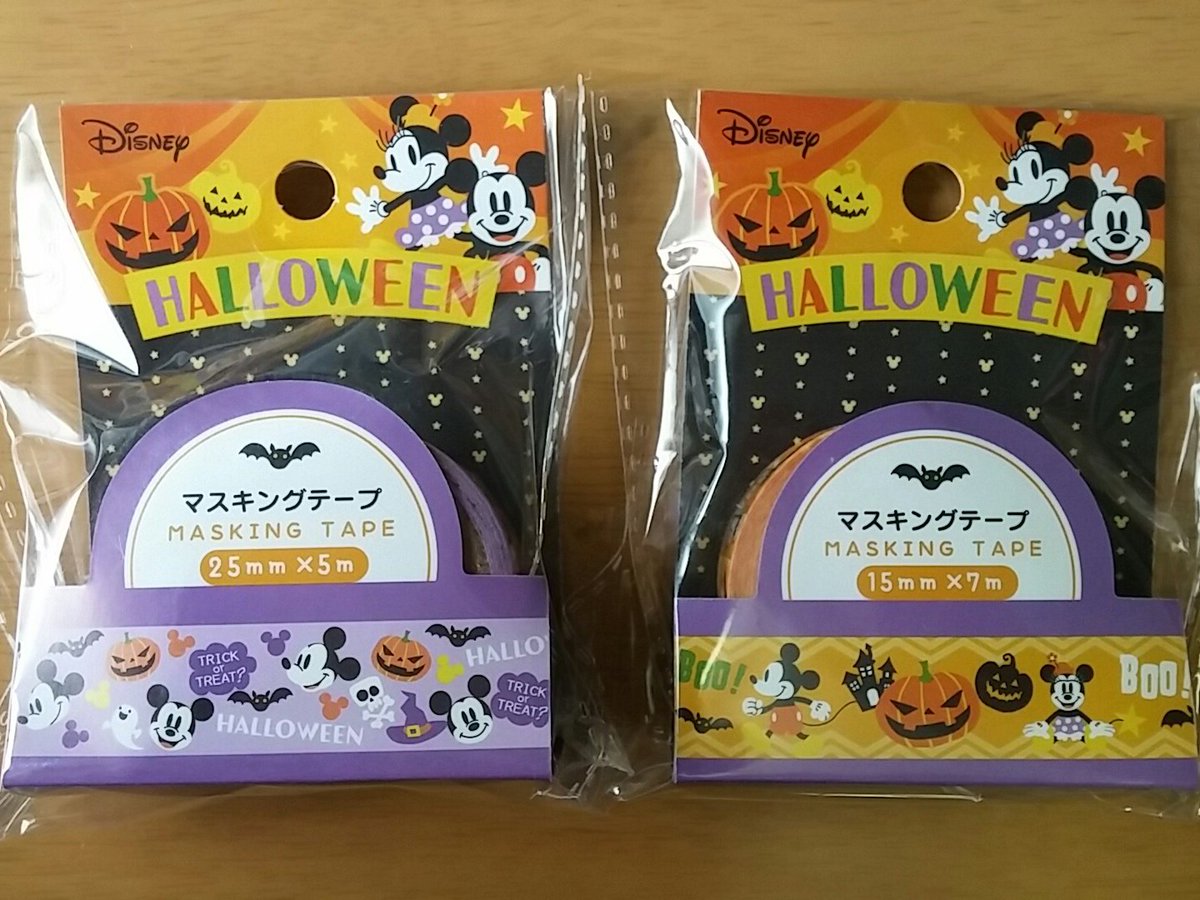 Disney
HALLOWEEN
マスキングテープ
MASKING TAPE
25mm×5m
TRICK
or
TREAT?
HALLOWEEN
HALLO
TRICK
or
TREAT?
Disney
HALLOWEEN
マスキングテープ
MASKING TAPE
15mm×7m
BOO!
BOO!